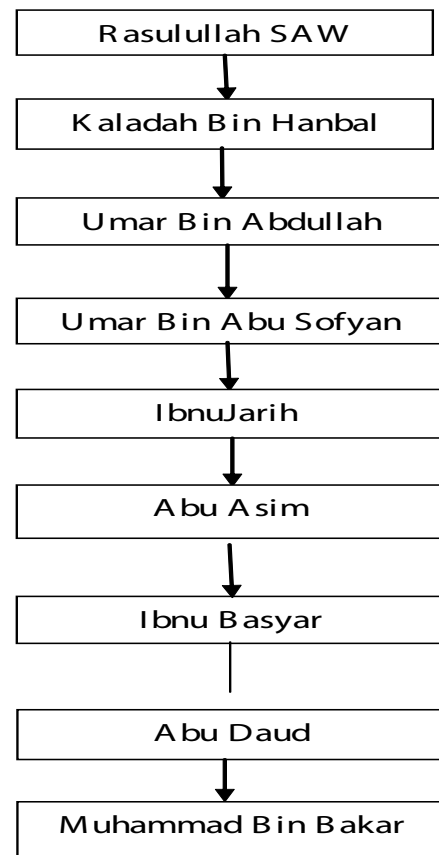 Rasulullah SAW
Kaladah Bin Hanbal
Umar Bin Abdullah
Umar Bin Abu Sofyan
IbnuJarih
Abu Asim
Ibnu Basyar
Abu Daud
Muhammad Bin Bakar